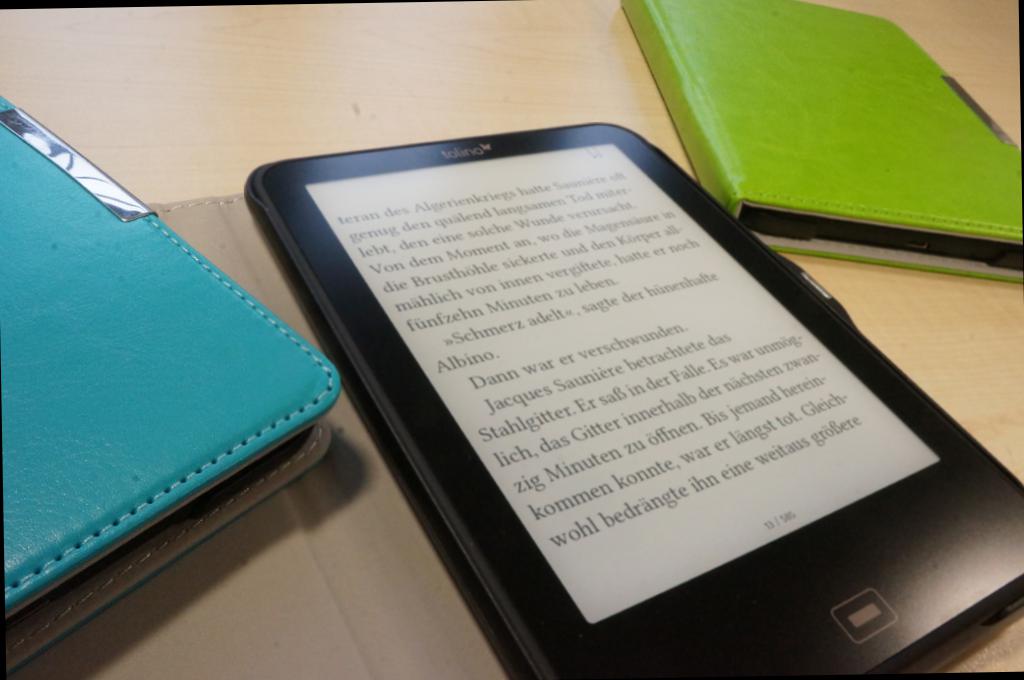 tolino
teran des Algerienkriegs hatte Saunière oft
genug den quälend langsamen Tod miter-
lebt, den eine solche Wunde verursacht.
Von dem Moment an, wo die Magensäure in
die Brusthöhle sickerte und den Körper all-
mählich von innen vergiftete, hatte er noch
fünfzehn Minuten zu leben.
»Schmerz adelt«, sagte der hünenhafte
Albino.
Dann war er verschwunden.
Jacques Saunière betrachtete das
Stahlgitter. Er saß in der Falle. Es war unmög-
lich, das Gitter innerhalb der nächsten zwan-
zig Minuten zu öffnen. Bis jemand herein-
kommen konnte, war er längst tot. Gleich-
wohl bedrängte ihn eine weitaus größere
13 / 585